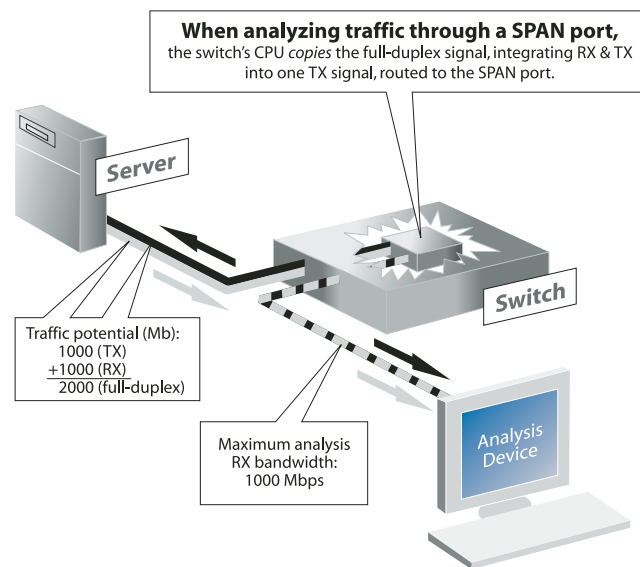 When analyzing traffic through a SPAN port,
the switch's CPU copies the full-duplex signal, integrating RX & TX
into one TX signal, routed to the SPAN port.
Server
Switch
Traffic potential (Mb):
1000 (TX)
+1000 (RX)
2000 (full-duplex)
Maximum analysis
RX bandwidth:
1000 Mbps
Analysis
Device